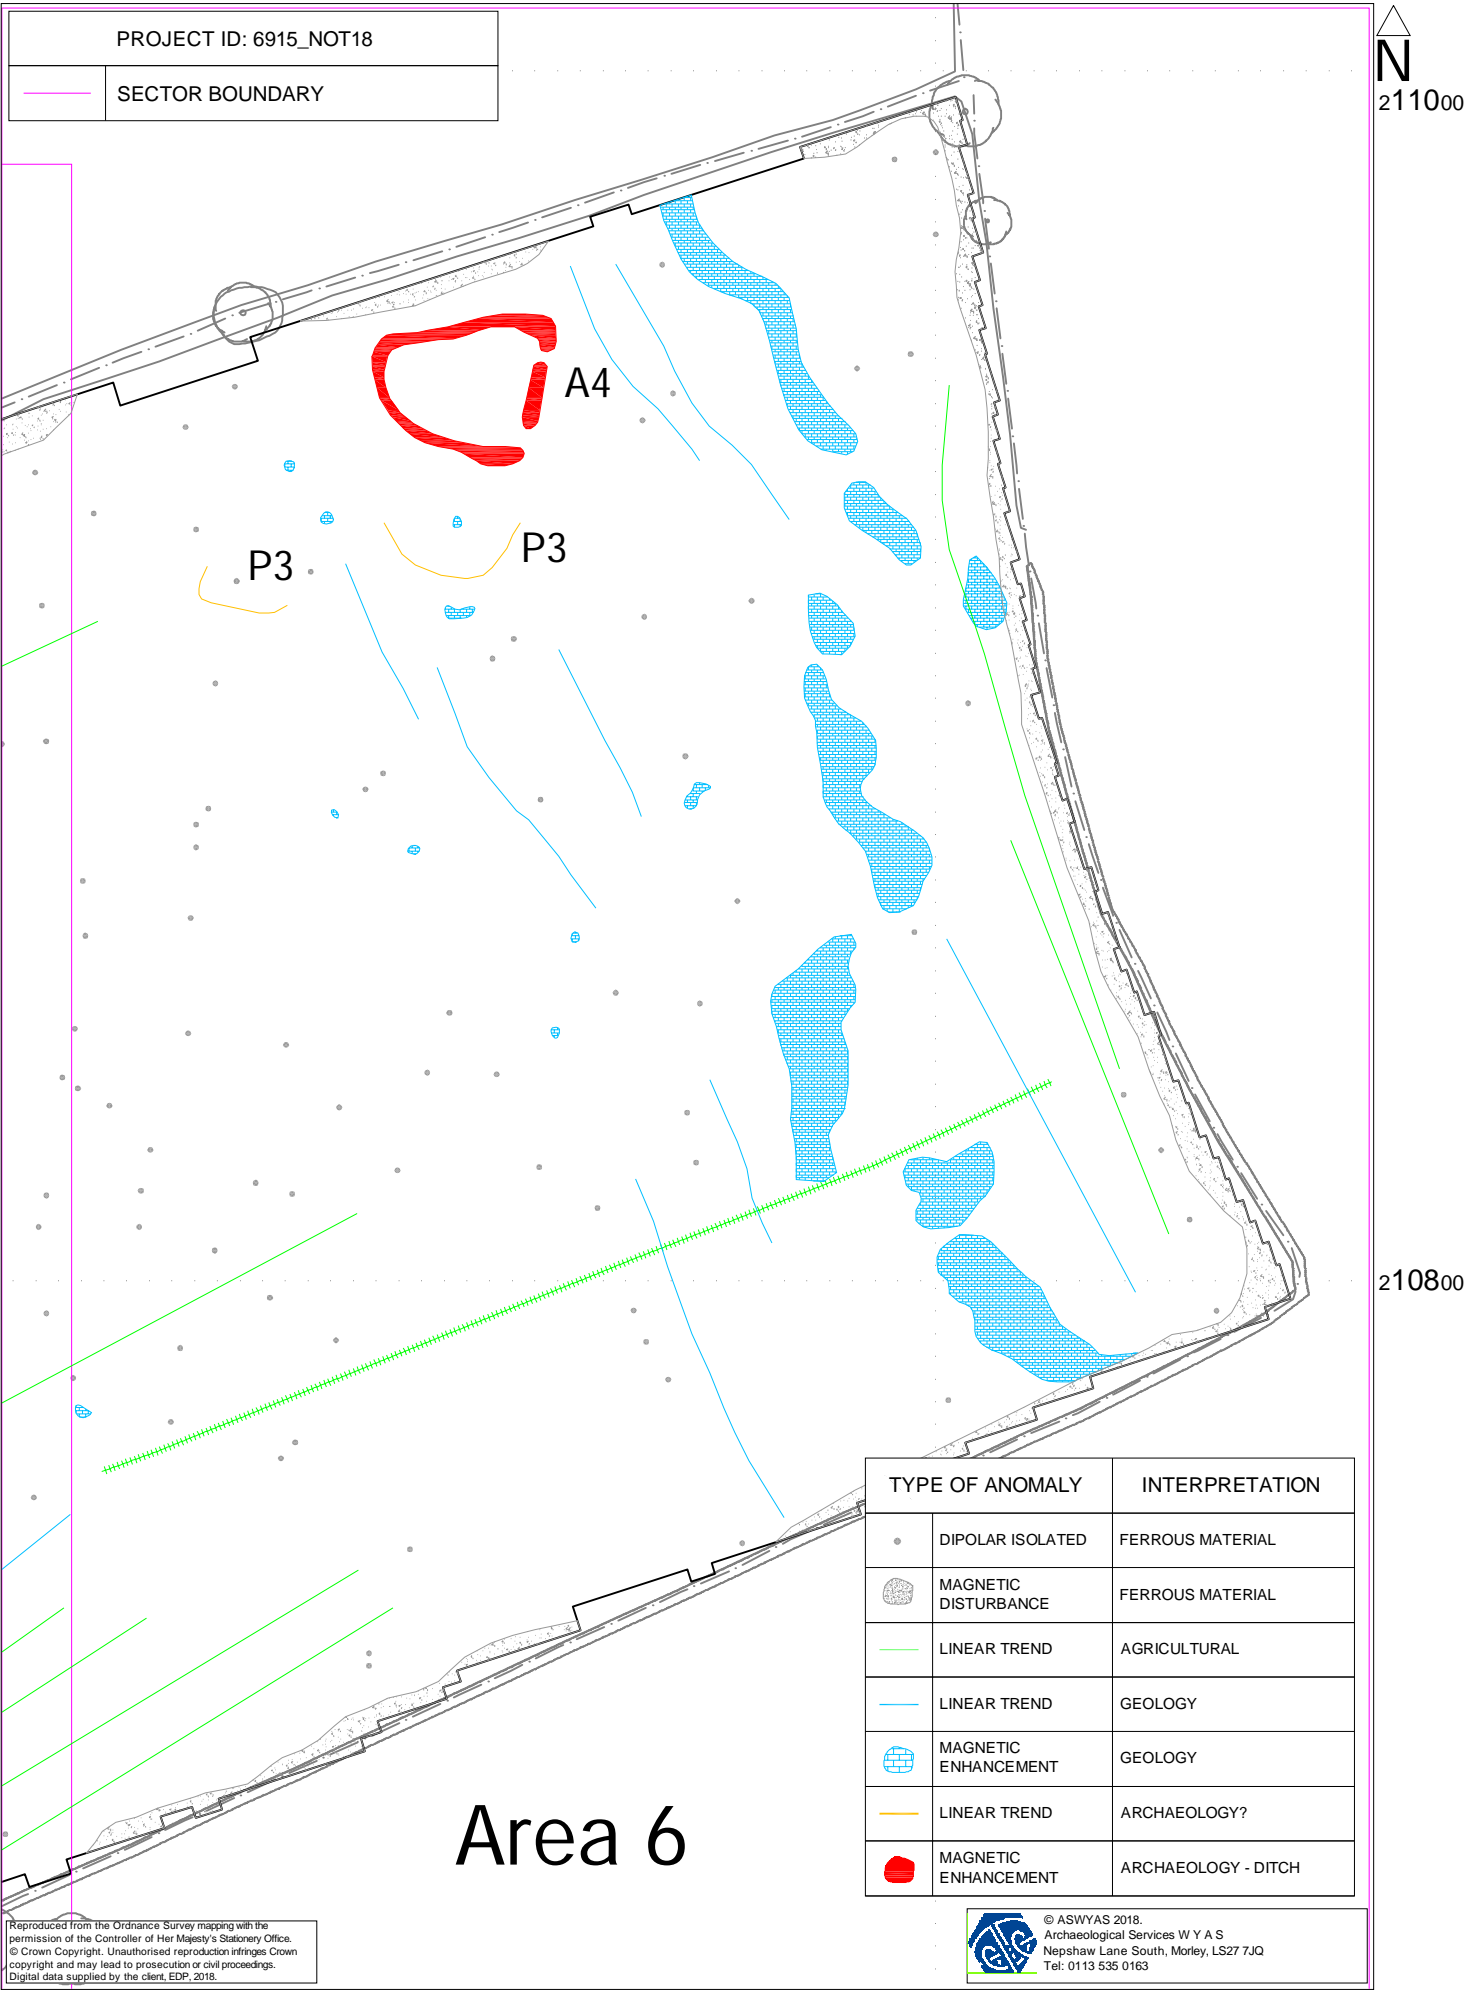 PROJECT ID: 6915_NOT18
SECTOR BOUNDARY
N
211000
A4
P3
P3
210800
TYPE OF ANOMALY INTERPRETATION
DIPOLAR ISOLATED FERROUS MATERIAL
MAGNETIC
DISTURBANCE FERROUS MATERIAL
LINEAR TREND AGRICULTURAL
LINEAR TREND GEOLOGY
MAGNETIC
ENHANCEMENT GEOLOGY
LINEAR TREND ARCHAEOLOGY?
MAGNETIC
ENHANCEMENT ARCHAEOLOGY - DITCH
Area 6
Reproduced from the Ordnance Survey mapping with the
permission of the Controller of Her Majesty's Stationery Office.
© Crown Copyright. Unauthorised reproduction infringes Crown
copyright and may lead to prosecution or civil proceedings.
Digital data supplied by the client, EDP, 2018.
© ASWYAS 2018.
Archaeological Services W Y A S
Nepshaw Lane South, Morley, LS27 7JQ
Tel: 0113 535 0163